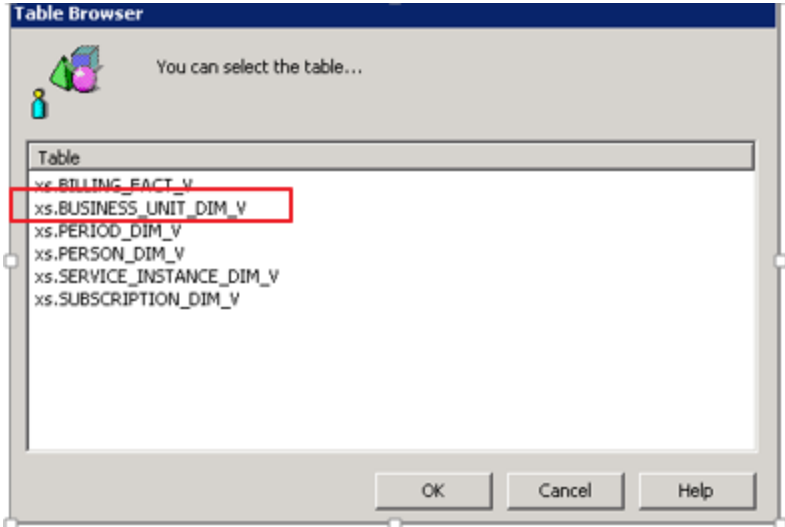 Table Browser
You can select the table...
Table
xs.BILLING_FACT_V
xs.BUSINESS_UNIT_DIM_V
xs.PERIOD_DIM_V
xs.PERSON_DIM_V
xs.SERVICE_INSTANCE_DIM_V
xs.SUBSCRIPTION_DIM_V
OK Cancel Help